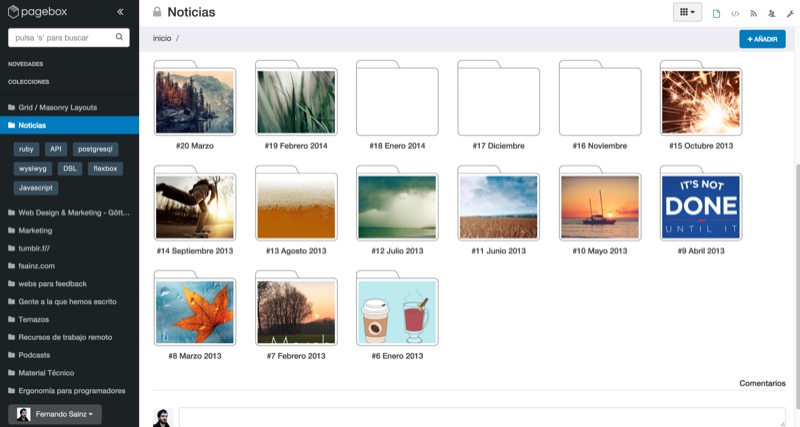 pagebox
«
Noticias
pulsa 's' para buscar
inicio /
+ AÑADIR
NOVEDADES
COLECCIONES
Grid / Masonry Layouts
Noticias
ruby API postgresql
wysiwyg DSL flexbox
Javascript
Web Design & Marketing - Gött...
Marketing
tumblr.f//
fsainz.com
webs para feedback
Gente a la que hemos escrito
Temazos
Recursos de trabajo remoto
Podcasts
Material Técnico
Ergonomía para programadores
Fernando Sainz
#20 Marzo
#19 Febrero 2014
#18 Enero 2014
#17 Diciembre
#16 Noviembre
#15 Octubre 2013
IT'S NOT
DONE
UNTIL IT
#14 Septiembre 2013
#13 Agosto 2013
#12 Julio 2013
#11 Junio 2013
#10 Mayo 2013
#9 Abril 2013
#8 Marzo 2013
#7 Febrero 2013
#6 Enero 2013
Comentarios